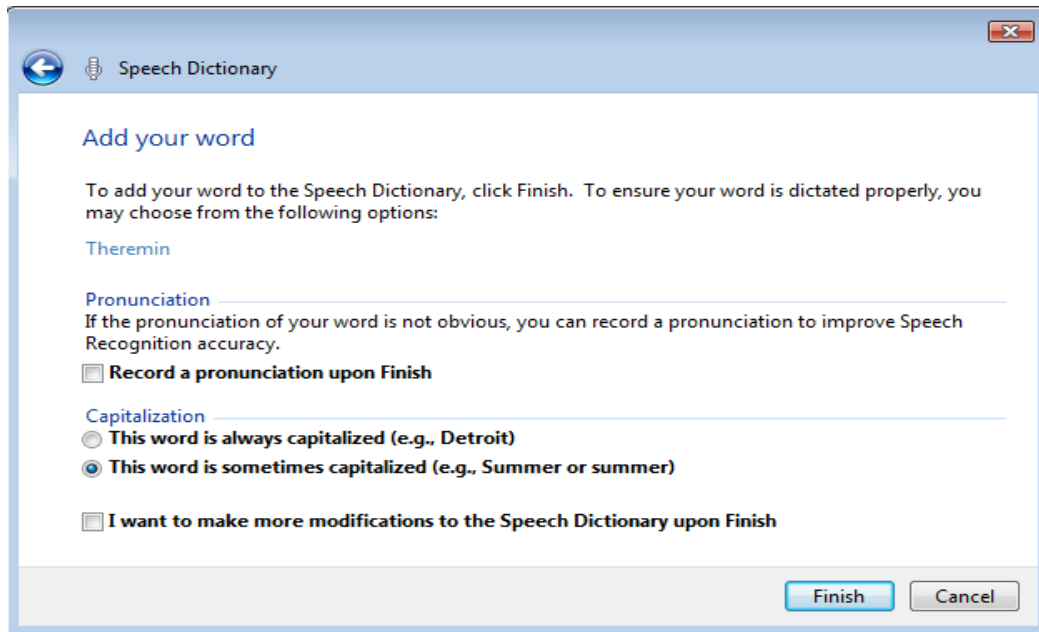 Speech Dictionary
Add your word
To add your word to the Speech Dictionary, click Finish. To ensure your word is dictated properly, you
may choose from the following options:
Theremin
Pronunciation
If the pronunciation of your word is not obvious, you can record a pronunciation to improve Speech
Recognition accuracy.
Record a pronunciation upon Finish
Capitalization
This word is always capitalized (e.g., Detroit)
This word is sometimes capitalized (e.g., Summer or summer)
I want to make more modifications to the Speech Dictionary upon Finish
Finish Cancel